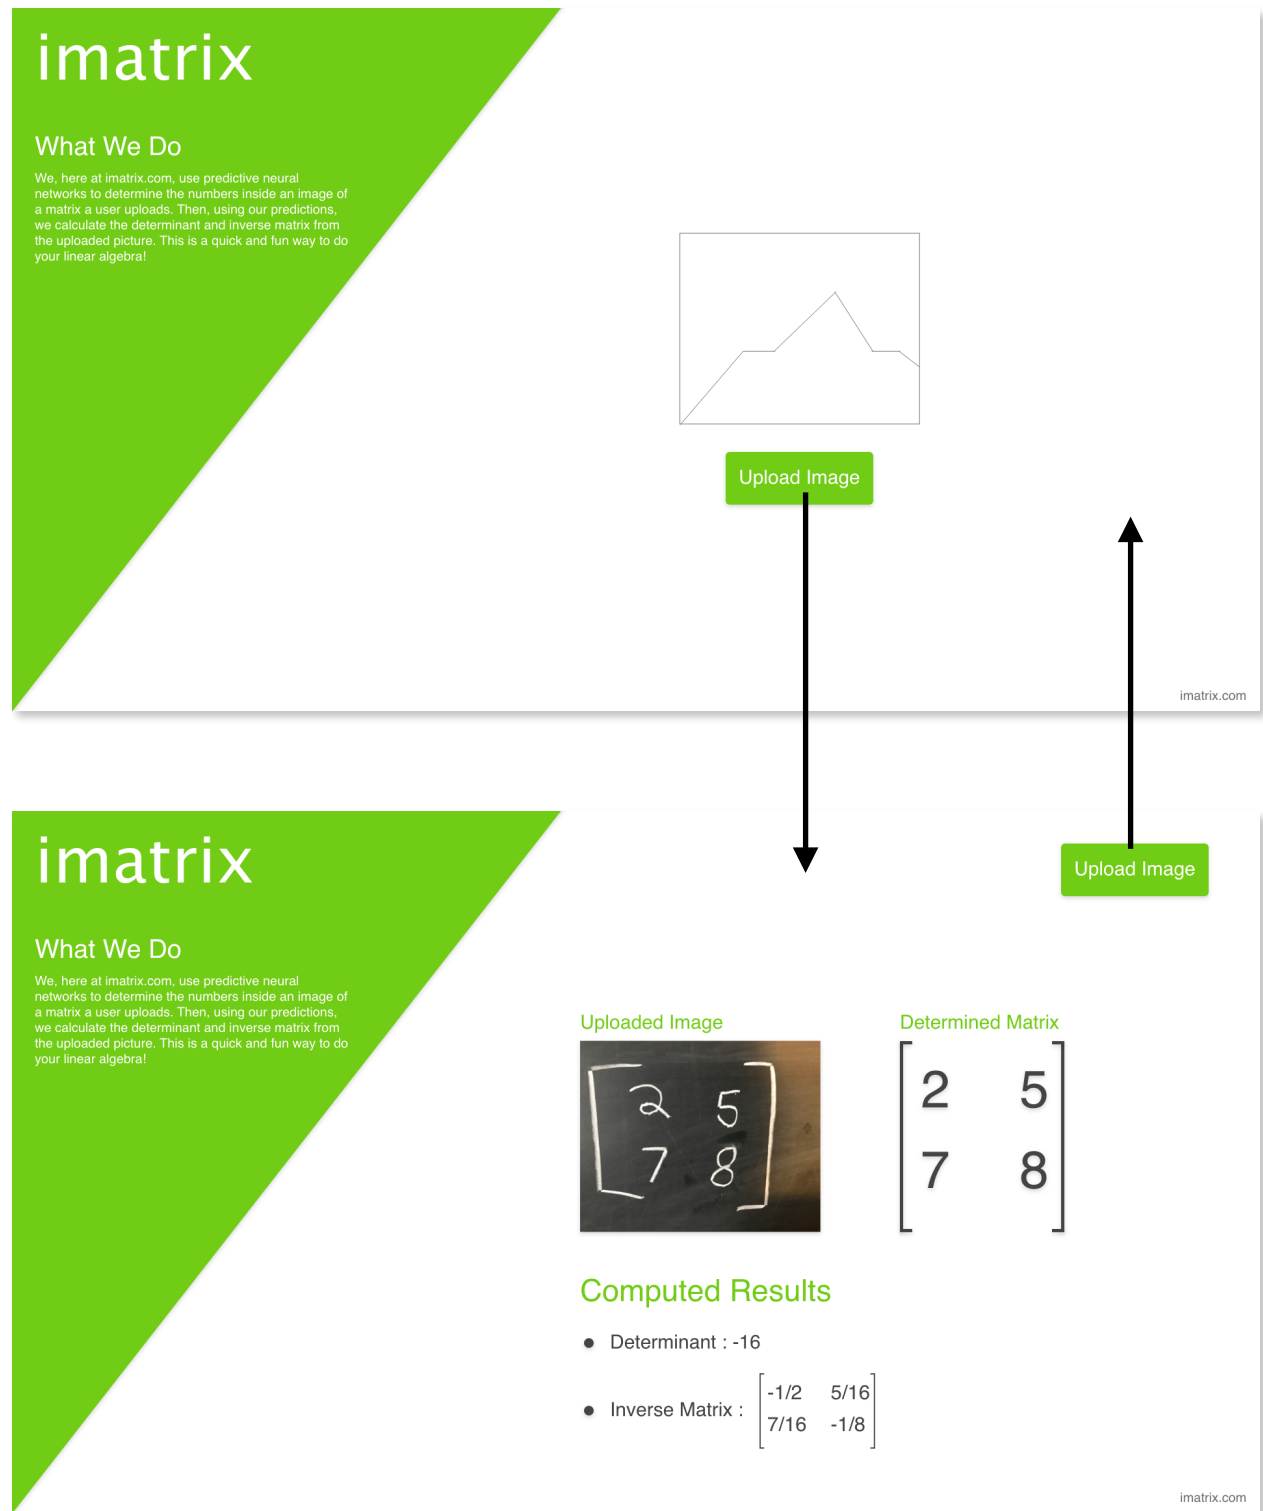 imatrix
What We Do
We, here at imatrix.com, use predictive neural
networks to determine the numbers inside an image of
a matrix a user uploads. Then, using our predictions,
we calculate the determinant and inverse matrix from
the uploaded picture. This is a quick and fun way to do
your linear algebra!
Upload Image
imatrix.com
imatrix
Upload Image
What We Do
We, here at imatrix.com, use predictive neural
networks to determine the numbers inside an image of
a matrix a user uploads. Then, using our predictions,
we calculate the determinant and inverse matrix from
the uploaded picture. This is a quick and fun way to do
your linear algebra!
Uploaded Image
2 5
7 8
Determined Matrix
2 5
7 8
Computed Results
• Determinant : -16
• Inverse Matrix :
-1/2 5/16
7/16 -1/8
imatrix.com